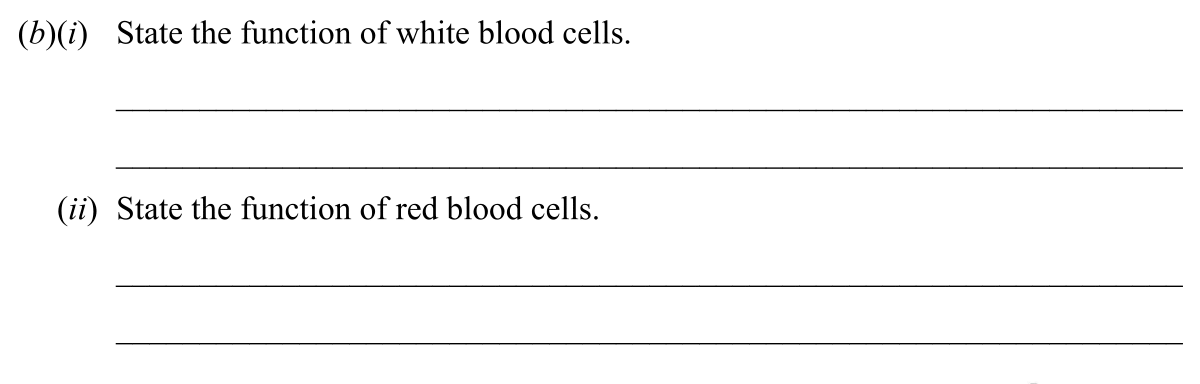 (b)(i) State the function of white blood cells.
(ii) State the function of red blood cells.